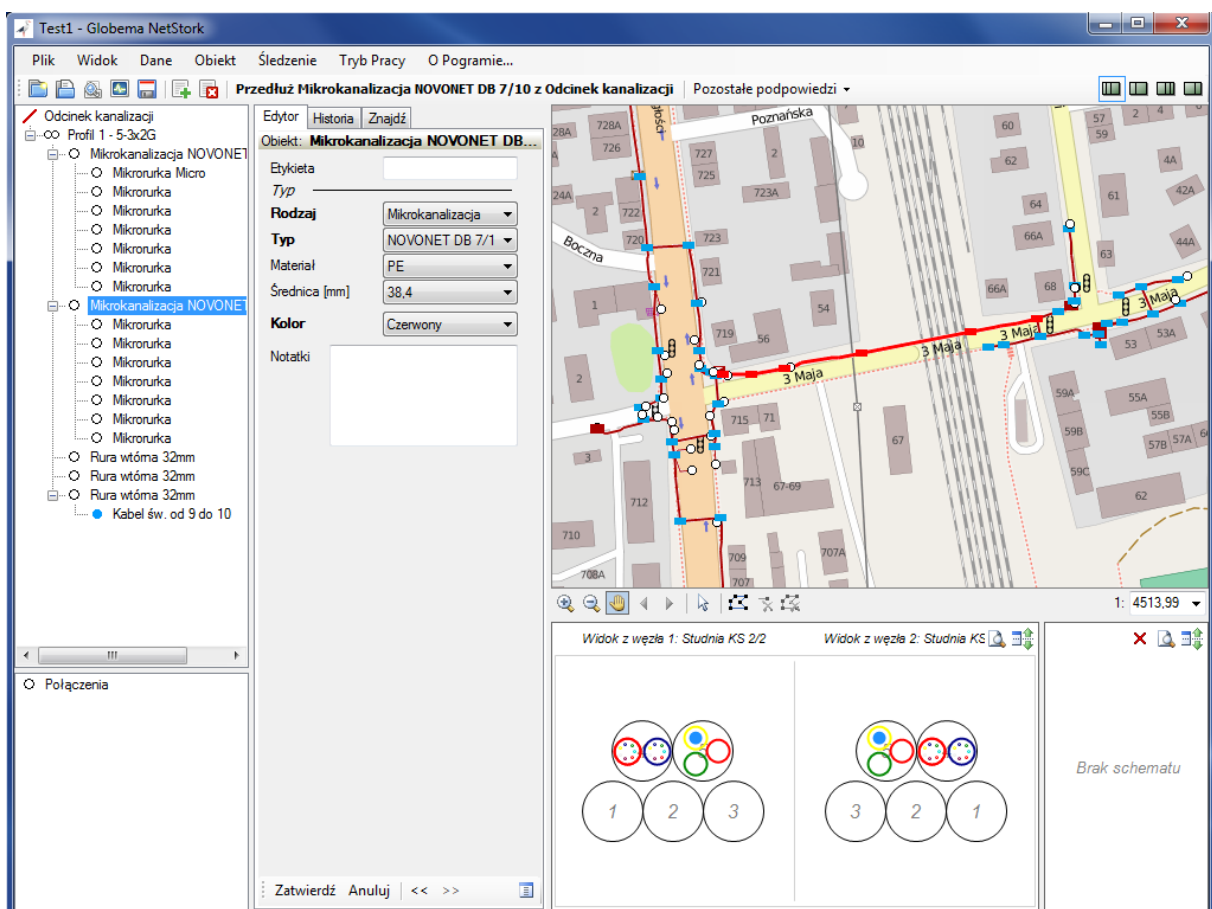 Test1 - Globema NetStork
Plik Widok Dane Obiekt Śledzenie Tryb Pracy O Pogramie...
Przedłuż Mikrokanalizacja NOVONET DB 7/10 z Odcinek kanalizacji Pozostałe podpowiedzi
Odcinek kanalizacji
Profil 1 - 5-3x2G
Mikrokanalizacja NOVONET
Mikrorurka Micro
Mikrorurka
Mikrorurka
Mikrorurka
Mikrorurka
Mikrorurka
Mikrorurka
Mikrokanalizacja NOVONET
Mikrorurka
Mikrorurka
Mikrorurka
Mikrorurka
Mikrorurka
Mikrorurka
Mikrorurka
Rura wtórna 32mm
Rura wtórna 32mm
Rura wtórna 32mm
Kabel św. od 9 do 10
Połączenia
Edytor Historia Znajdź
Obiekt: Mikrokanalizacja NOVONET DB...
Etykieta
Typ
Rodzaj Mikrokanalizacja
Typ NOVONET DB 7/1
Materiał PE
Średnica [mm] 38,4
Kolor Czerwony
Notatki
Zatwierdź Anuluj << >>
728A
28A
726
Poznańska
10
60
57
59
2 4
727
2
725
62
4A
24A
723A
61
42A
2
722
64
720
723
66A
44A
Boczna
63
721
66A
68
1
54
3 Maja
719
56
3 Maja
53
53A
3 Maja
2
3 Maja
59A
55A
715
71
55B
59B
57B
57A
3
67
59C
713
67-69
62
712
710
709
707A
708A
707
1: 4513,99
Widok z węzła 1: Studnia KS 2/2
Widok z węzła 2: Studnia KS
1 2 3
3 2 1
Brak schematu